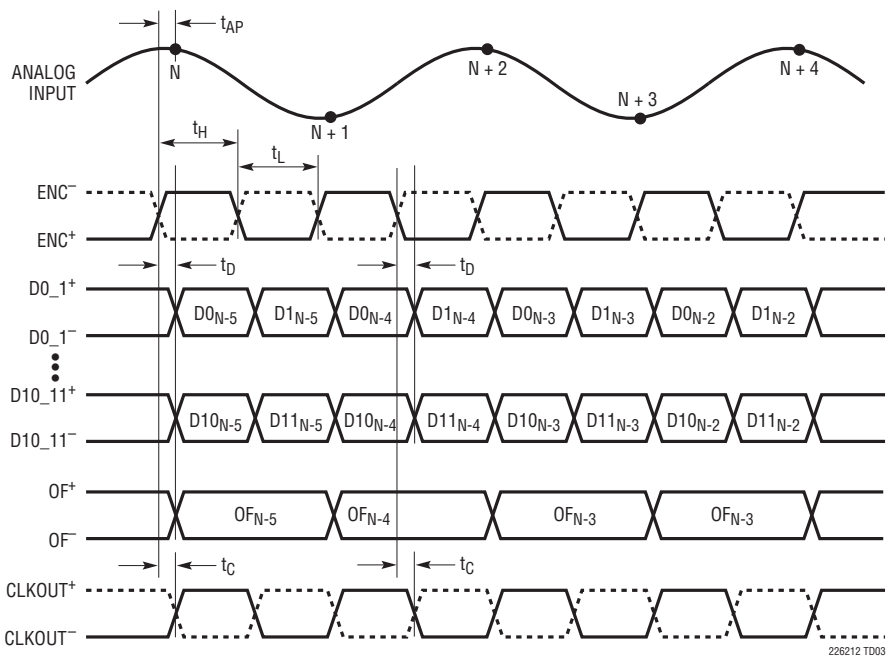 tAP
ANALOG
INPUT
N
N + 1
N + 2
N + 3
N + 4
tH
tL
ENC–
ENC+
tD
tD
D0_1+
D0_1–
D0N-5
D1N-5
D0N-4
D1N-4
D0N-3
D1N-3
D0N-2
D1N-2
D10_11+
D10_11–
D10N-5
D11N-5
D10N-4
D11N-4
D10N-3
D11N-3
D10N-2
D11N-2
OF+
OF–
OFN-5
OFN-4
OFN-3
OFN-3
tC
tC
CLKOUT+
CLKOUT–
226212 TD03